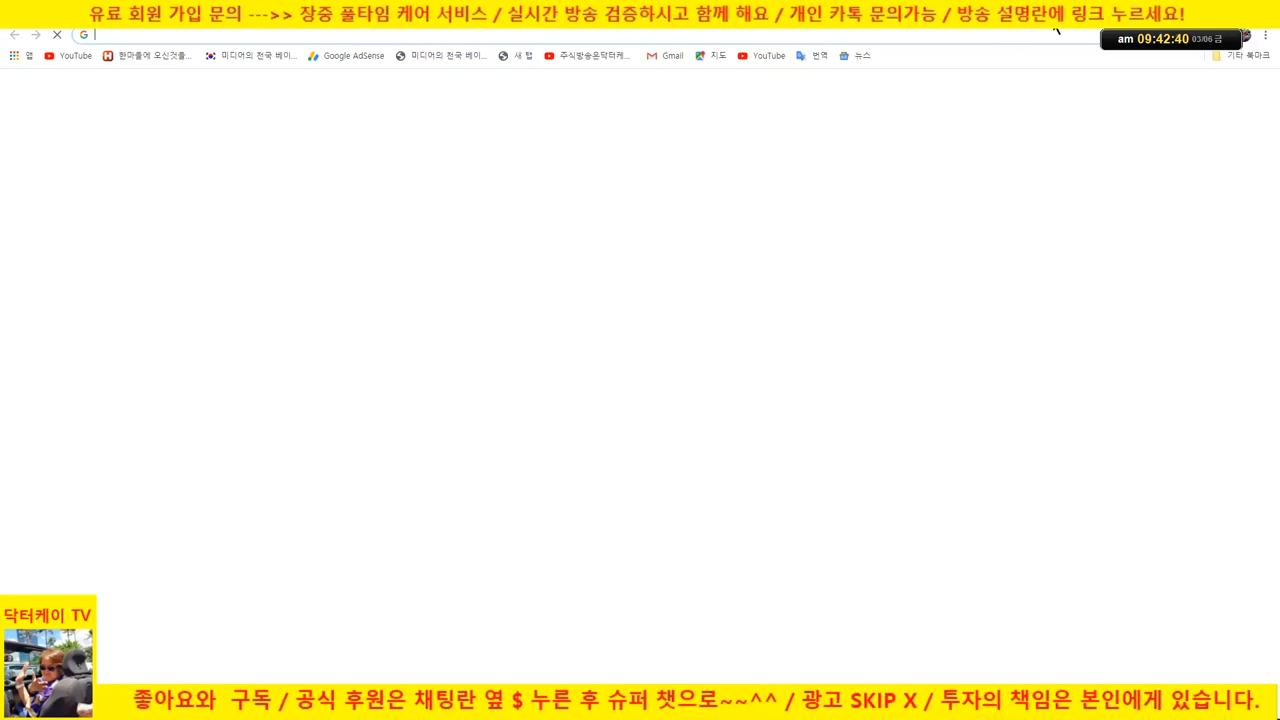 유료 회원 가입 문의 --->> 장중 풀타임 케어 서비스 / 실시간 방송 검증하시고 함께 해요 / 개인 카톡 문의가능 / 방송 설명란에 링크 누르세요!
am 09:42:40 03/06 금
앱 YouTube 한마을에 오신것을... 미디어의 전국 베이... Google AdSense 미디어의 전국 베이... 새 탭 주식방송은닥터케... Gmail 지도 YouTube 번역 뉴스 기타 북마크
닥터케이 TV
좋아요와 구독 / 공식 후원은 채팅란 옆 $ 누른 후 슈퍼 챗으로~~^^ / 광고 SKIP X / 투자의 책임은 본인에게 있습니다.